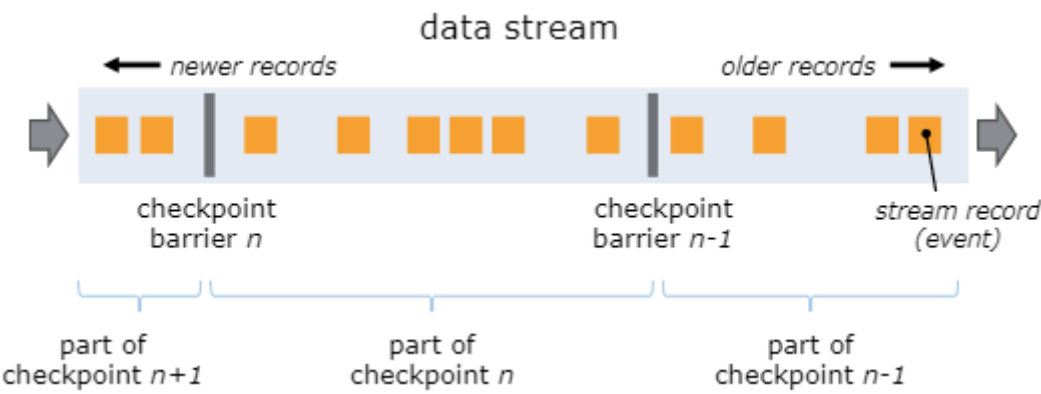 data stream
newer records
older records
checkpoint
barrier n
checkpoint
barrier n-1
stream record
(event)
part of
checkpoint n+1
part of
checkpoint n
part of
checkpoint n-1